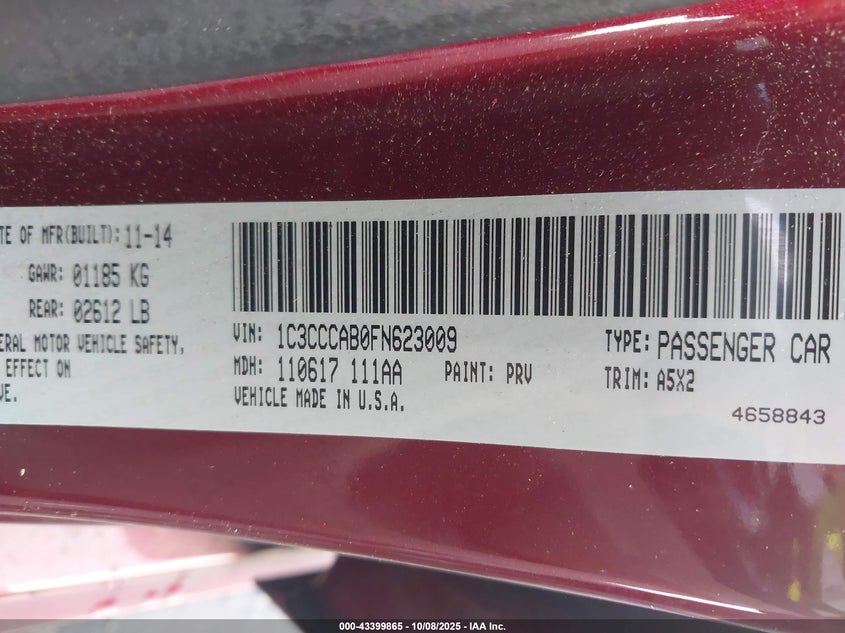 TE OF MFR(BUILT): 11-14
GAWR: 01185 KG
REAR: 02612 LB
ERAL MOTOR VEHICLE SAFETY,
EFFECT ON
VE.
VIN: 1C3CCCAB0FN623009
MDH: 110617 111AA PAINT: PRV
VEHICLE MADE IN U.S.A.
TYPE: PASSENGER CAR
TRIM: A5X2
4658843
000-43399865 - 10/08/2025 - IAA Inc.